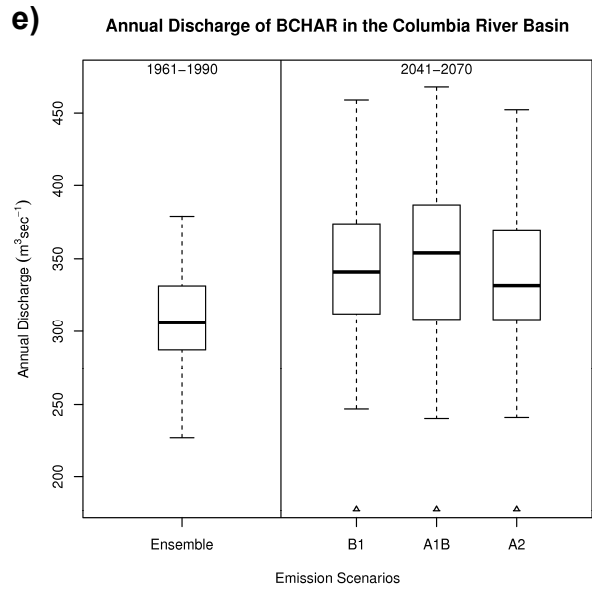 e)
Annual Discharge of BCHAR in the Columbia River Basin
1961−1990
2041−2070
450
400
350
300
250
200
Annual Discharge (m³sec⁻¹)
Ensemble
B1
A1B
A2
Emission Scenarios